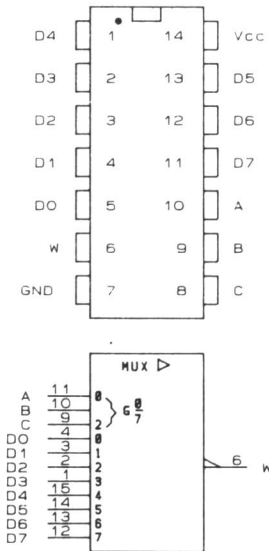 D4 1 14 Vcc
D3 2 13 D5
D2 3 12 D6
D1 4 11 D7
D0 5 10 A
W 6 9 B
GND 7 8 C
MUX ▷
A 11 0
B 10 } G 0/7
C 9 2
D0 4 0
D1 3 1
D2 2 2 6 W
D3 1 3
D4 15 4
D5 14 5
D6 13 6
D7 12 7